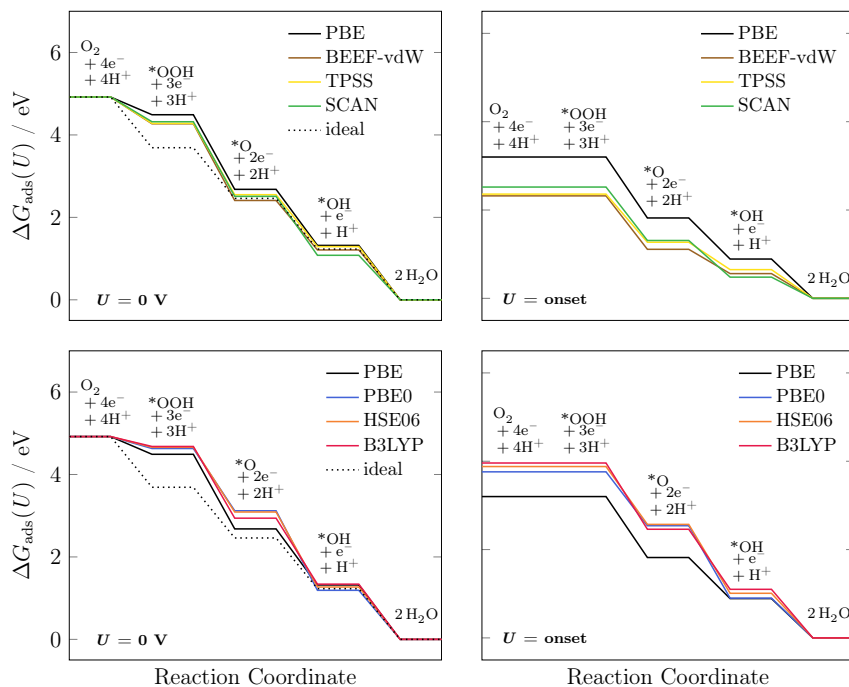 PBE
BEEF-vdW
TPSS
SCAN
ideal
O₂
+ 4e⁻
+ 4H⁺
*OOH
+ 3e⁻
+ 3H⁺
*O
+ 2e⁻
+ 2H⁺
*OH
+ e⁻
+ H⁺
2 H₂O
U = 0 V
6
4
2
0
ΔG_ads(U) / eV
PBE
BEEF-vdW
TPSS
SCAN
O₂
+ 4e⁻
+ 4H⁺
*OOH
+ 3e⁻
+ 3H⁺
*O
+ 2e⁻
+ 2H⁺
*OH
+ e⁻
+ H⁺
2 H₂O
U = onset
PBE
PBE0
HSE06
B3LYP
ideal
O₂
+ 4e⁻
+ 4H⁺
*OOH
+ 3e⁻
+ 3H⁺
*O
+ 2e⁻
+ 2H⁺
*OH
+ e⁻
+ H⁺
2 H₂O
U = 0 V
6
4
2
0
ΔG_ads(U) / eV
Reaction Coordinate
PBE
PBE0
HSE06
B3LYP
O₂
+ 4e⁻
+ 4H⁺
*OOH
+ 3e⁻
+ 3H⁺
*O
+ 2e⁻
+ 2H⁺
*OH
+ e⁻
+ H⁺
2 H₂O
U = onset
Reaction Coordinate